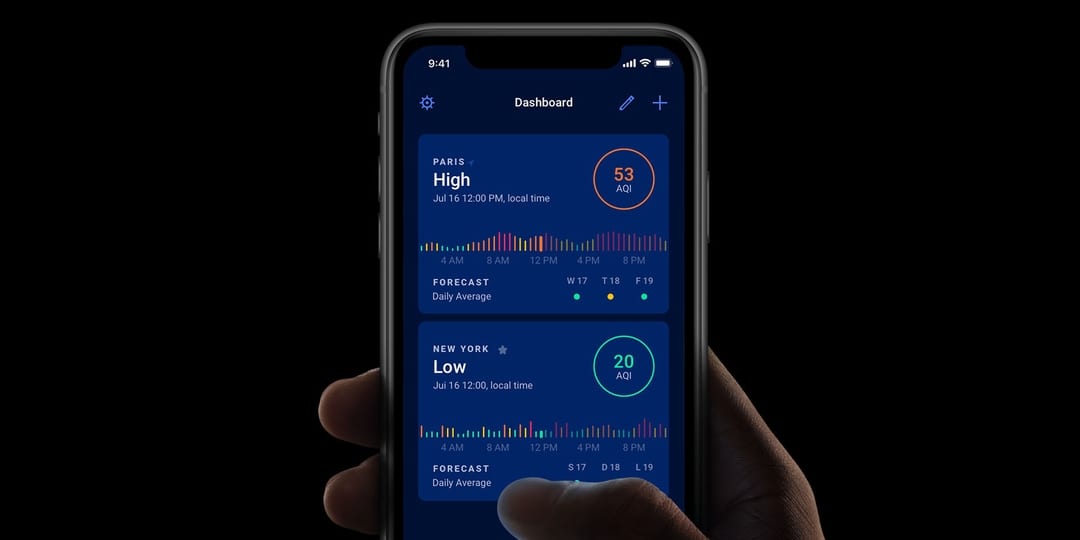 9:41
Dashboard
PARIS
High
Jul 16 12:00 PM, local time
53
AQI
4 AM 8 AM 12 PM 4 PM 8 PM
FORECAST
Daily Average
W 17 T 18 F 19
NEW YORK
Low
Jui 16 12:00, local time
20
AQI
4 AM 8 AM 12 PM 4 PM 8 PM
FORECAST
Daily Average
S 17 D 18 L 19